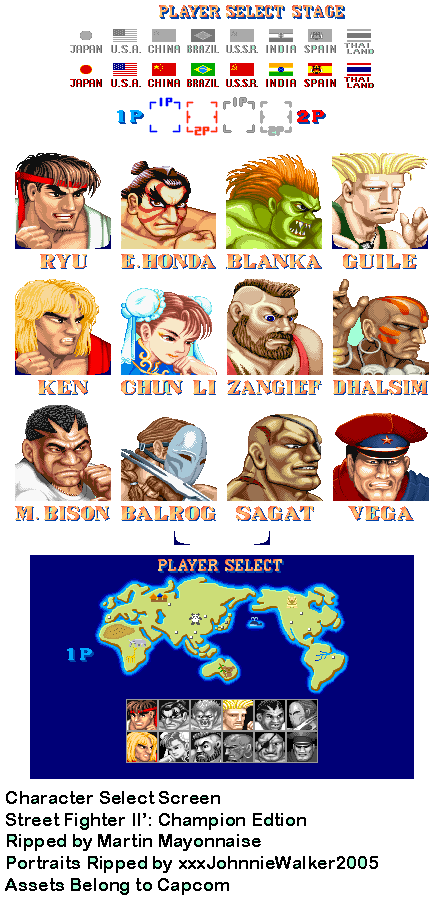 PLAYER SELECT STAGE
JAPAN U.S.A. CHINA BRAZIL U.S.S.R. INDIA SPAIN THAI LAND
JAPAN U.S.A. CHINA BRAZIL U.S.S.R. INDIA SPAIN THAI LAND
1P 1P 2P 1P 2P 2P
RYU E.HONDA BLANKA GUILE
KEN CHUN LI ZANGIEF DHALSIM
M.BISON BALROG SAGAT VEGA
PLAYER SELECT
1P
Character Select Screen
Street Fighter II': Champion Edtion
Ripped by Martin Mayonnaise
Portraits Ripped by xxxJohnnieWalker2005
Assets Belong to Capcom